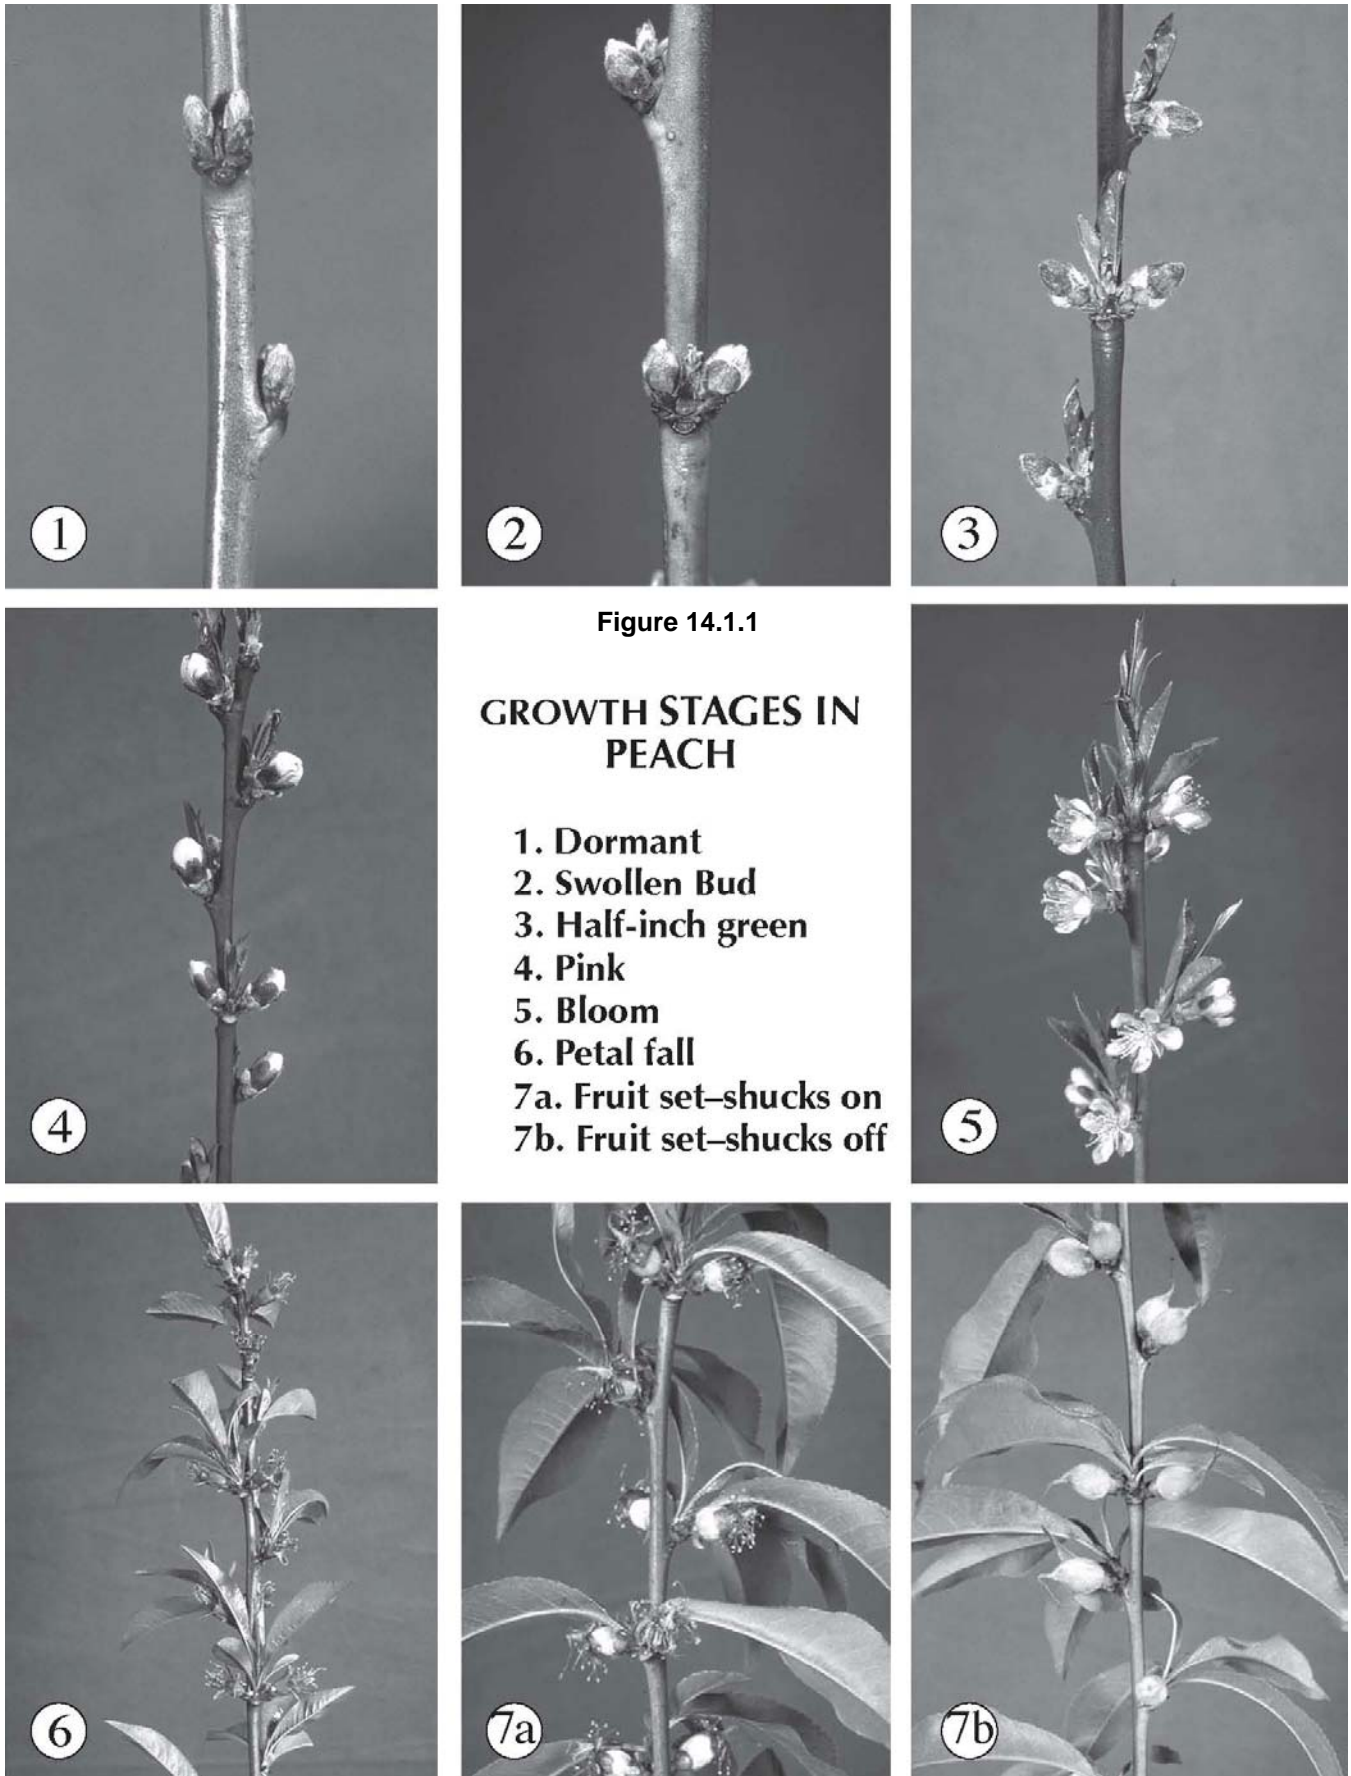 1
2
3
Figure 14.1.1
GROWTH STAGES IN
PEACH
1. Dormant
2. Swollen Bud
3. Half-inch green
4. Pink
5. Bloom
6. Petal fall
7a. Fruit set–shucks on
7b. Fruit set–shucks off
4
5
6
7a
7b